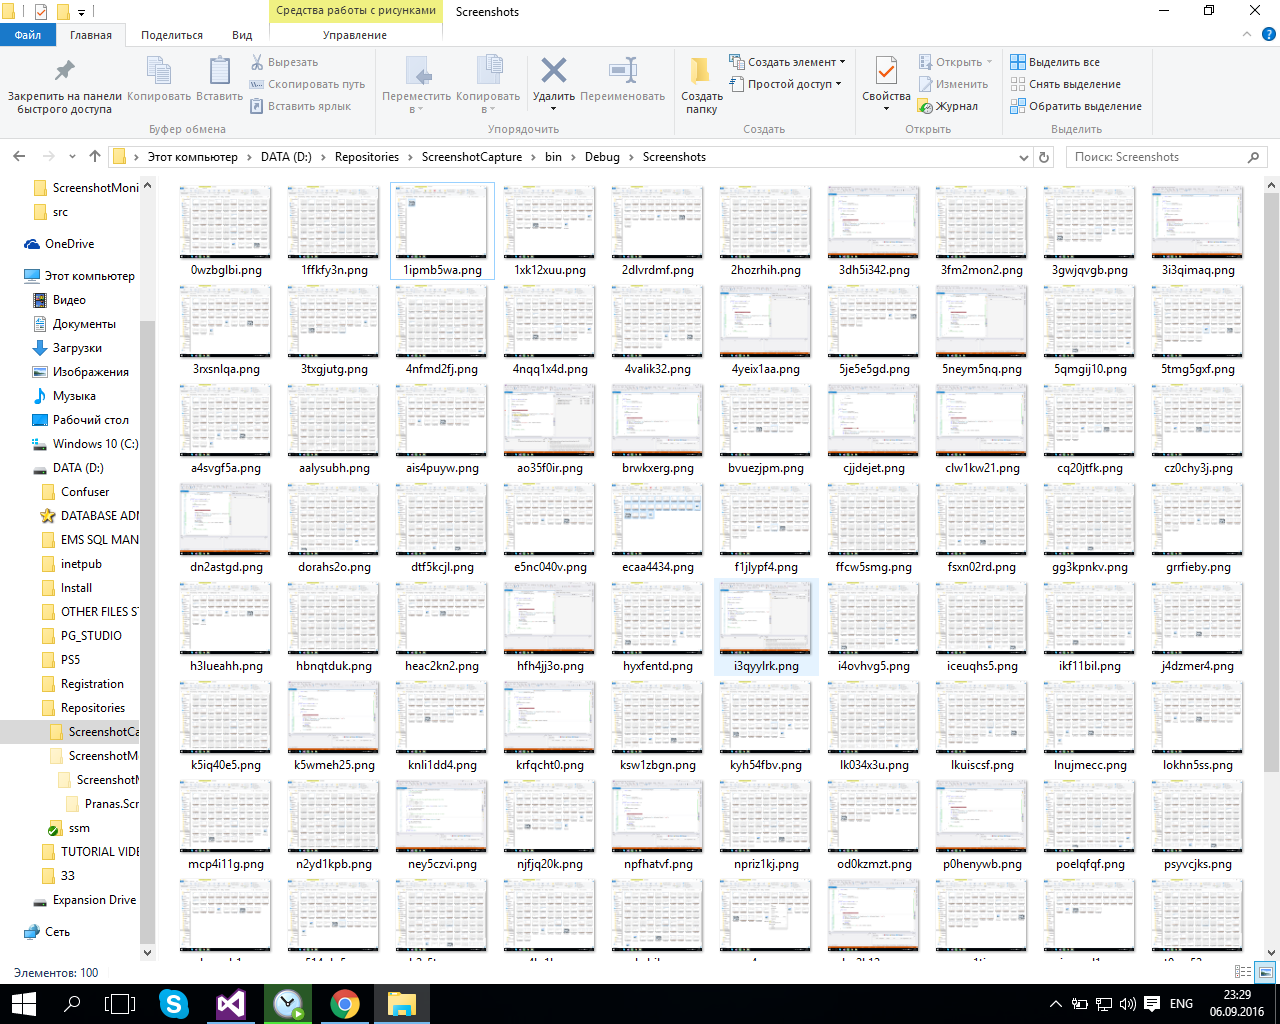 Средства работы с рисунками
Screenshots
Файл Главная Поделиться Вид Управление
Закрепить на панели быстрого доступа
Копировать
Вставить
Вырезать
Скопировать путь
Вставить ярлык
Буфер обмена
Переместить в
Копировать в
Удалить
Переименовать
Упорядочить
Создать папку
Создать элемент
Простой доступ
Создать
Свойства
Открыть
Изменить
Журнал
Открыть
Выделить все
Снять выделение
Обратить выделение
Выделить
Этот компьютер DATA (D:) Repositories ScreenshotCapture bin Debug Screenshots
Поиск: Screenshots
ScreenshotMoni
src
OneDrive
Этот компьютер
Видео
Документы
Загрузки
Изображения
Музыка
Рабочий стол
Windows 10 (C:)
DATA (D:)
Confuser
DATABASE ADM
EMS SQL MAN
inetpub
Install
OTHER FILES S
PG_STUDIO
PS5
Registration
Repositories
ScreenshotCa
ScreenshotM
Screenshot
Pranas.Scr
ssm
TUTORIAL VIDE
33
Expansion Drive
Сеть
0wzbglbi.png 1ffkfy3n.png 1ipmb5wa.png 1xk12xuu.png 2dlvrdmf.png 2hozrhih.png 3dh5i342.png 3fm2mon2.png 3gwjqvgb.png 3i3qimaq.png
3rxsnlqa.png 3txgjutg.png 4nfmd2fj.png 4nqq1x4d.png 4valik32.png 4yeix1aa.png 5je5e5gd.png 5neym5nq.png 5qmgij10.png 5tmg5gxf.png
a4svgf5a.png aalysubh.png ais4puyw.png ao35f0ir.png brwkxerg.png bvuezjpm.png cjjdejet.png clw1kw21.png cq20jtfk.png cz0chy3j.png
dn2astgd.png dorahs2o.png dtf5kcjl.png e5nc040v.png ecaa4434.png f1jlypf4.png ffcw5smg.png fsxn02rd.png gg3kpnkv.png grrfieby.png
h3lueahh.png hbnqtduk.png heac2kn2.png hfh4jj3o.png hyxfentd.png i3qyylrk.png i4ovhvg5.png iceuqhs5.png ikf11bil.png j4dzmer4.png
k5iq40e5.png k5wmeh25.png knli1dd4.png krfqcht0.png ksw1zbgn.png kyh54fbv.png lk034x3u.png lkuiscsf.png lnujmecc.png lokhn5ss.png
mcp4i11g.png n2yd1kpb.png ney5czvi.png njfjq20k.png npfhatvf.png npriz1kj.png od0kzmzt.png p0henywb.png poelqfqf.png psyvcjks.png
Элементов: 100
ENG
23:29
06.09.2016